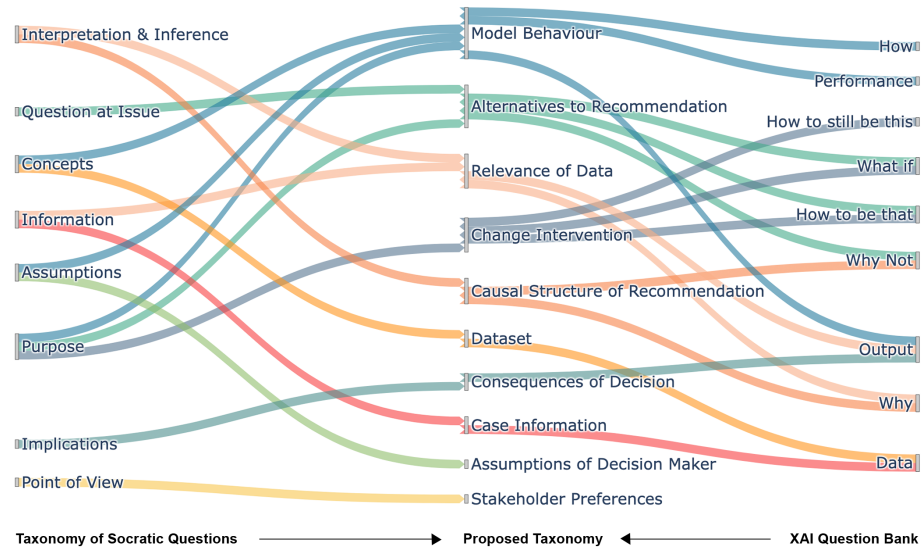 Interpretation & Inference
Question at Issue
Concepts
Information
Assumptions
Purpose
Implications
Point of View
Model Behaviour
Alternatives to Recommendation
Relevance of Data
Change Intervention
Causal Structure of Recommendation
Dataset
Consequences of Decision
Case Information
Assumptions of Decision Maker
Stakeholder Preferences
How
Performance
How to still be this
What if
How to be that
Why Not
Output
Why
Data
Taxonomy of Socratic Questions
Proposed Taxonomy
XAI Question Bank